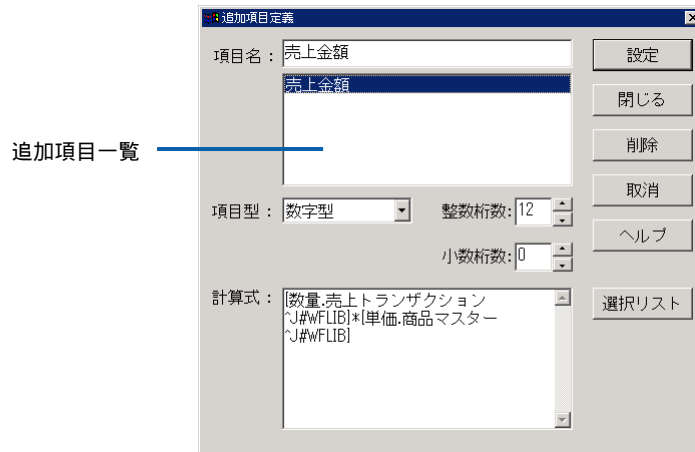 追加項目定義
項目名：
売上金額
設定
売上金額
閉じる
追加項目一覧
削除
取消
項目型：
数字型
整数桁数:
12
ヘルプ
小数桁数:
0
計算式：
[数量.売上トランザクション
^J#WFLIB]*[単価.商品マスター
^J#WFLIB]
選択リスト